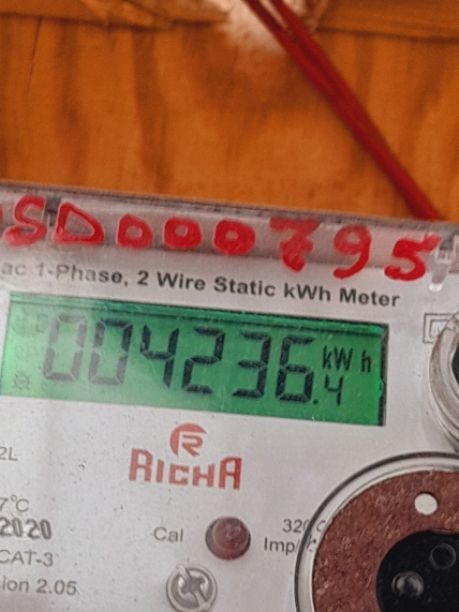 SD000795
ac 1-Phase, 2 Wire Static kWh Meter
004236.4 kWh
R
RICHA
2L
7°C
2020
Cal
320
Imp/
CAT-3
ion 2.05